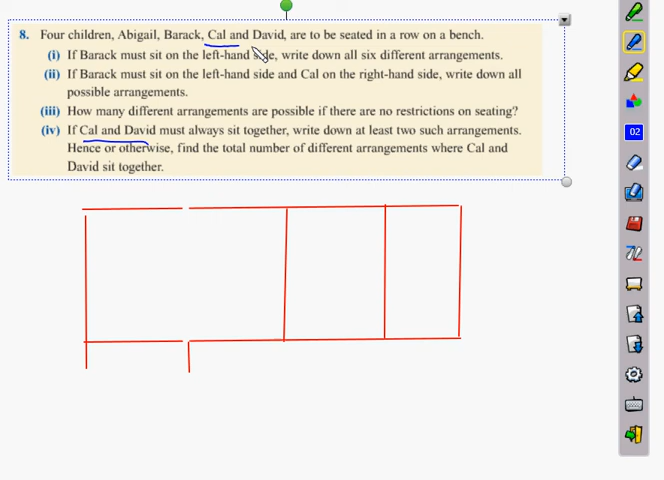 8. Four children, Abigail, Barack, Cal and David, are to be seated in a row on a bench.
(i) If Barack must sit on the left-hand side, write down all six different arrangements.
(ii) If Barack must sit on the left-hand side and Cal on the right-hand side, write down all
possible arrangements.
(iii) How many different arrangements are possible if there are no restrictions on seating?
(iv) If Cal and David must always sit together, write down at least two such arrangements.
Hence or otherwise, find the total number of different arrangements where Cal and
David sit together.
02